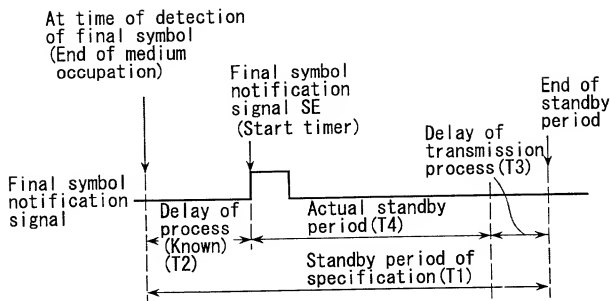 At time of detection
of final symbol
(End of medium
occupation)
Final symbol
notification
signal SE
(Start timer)
End of
standby
period
Delay of
transmission
process(T3)
Final symbol
notification
signal
Delay of
process
(Known)
(T2)
Actual standby
period(T4)
Standby period of
specification(T1)